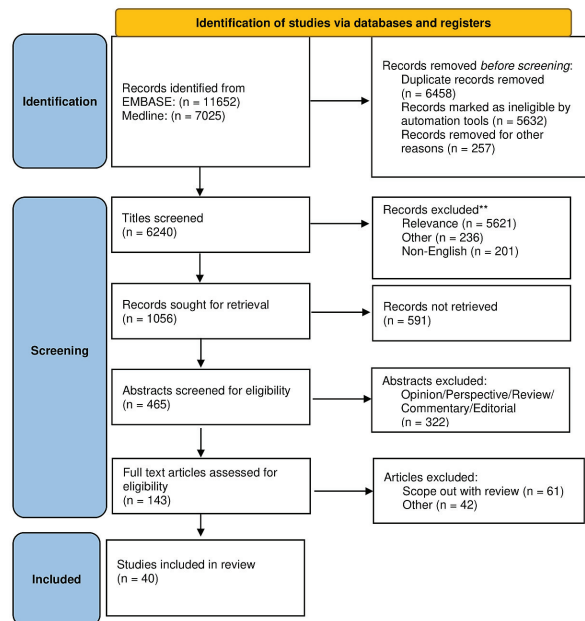 Identification of studies via databases and registers
Identification
Records identified from
EMBASE: (n = 11652)
Medline: (n = 7025)
Records removed before screening:
Duplicate records removed
(n = 6458)
Records marked as ineligible by
automation tools (n = 5632)
Records removed for other
reasons (n = 257)
Screening
Titles screened
(n = 6240)
Records excluded**
Relevance (n = 5621)
Other (n = 236)
Non-English (n = 201)
Records sought for retrieval
(n = 1056)
Records not retrieved
(n = 591)
Abstracts screened for eligibility
(n = 465)
Abstracts excluded:
Opinion/Perspective/Review/
Commentary/Editorial
(n = 322)
Full text articles assessed for
eligibility
(n = 143)
Articles excluded:
Scope out with review (n = 61)
Other (n = 42)
Included
Studies included in review
(n = 40)